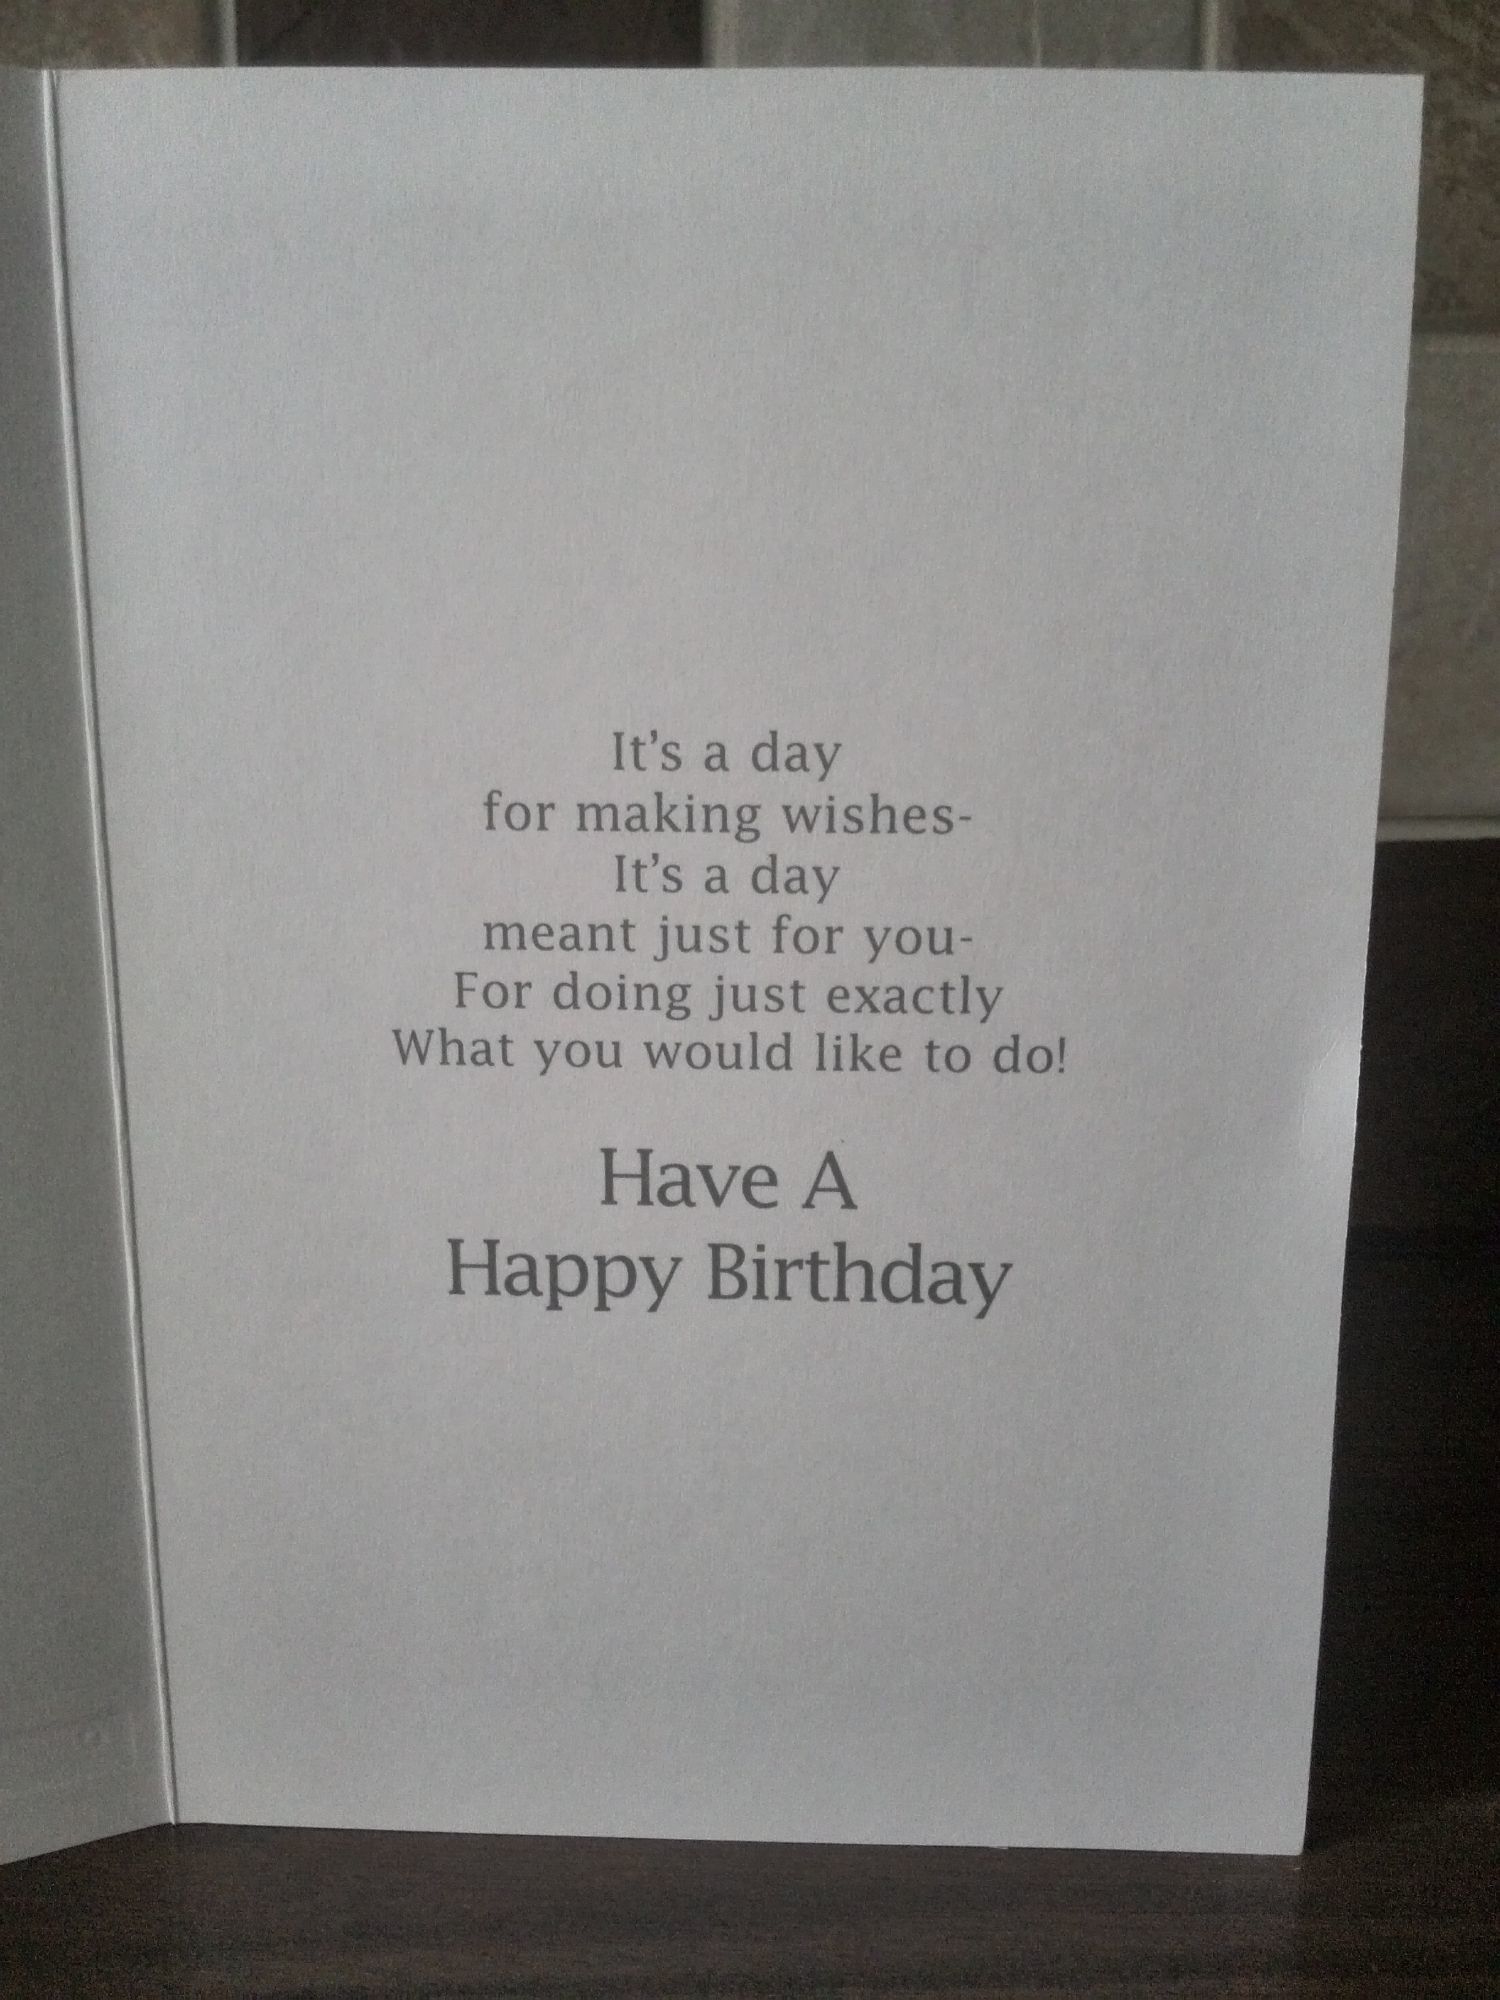 It's a day
for making wishes-
It's a day
meant just for you-
For doing just exactly
What you would like to do!
Have A
Happy Birthday